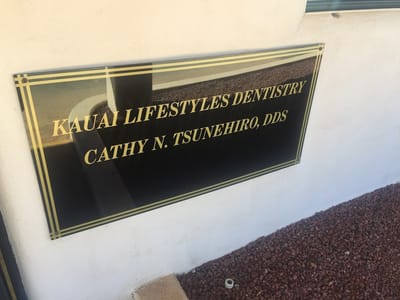 KAUAI LIFESTYLES DENTISTRY
CATHY N. TSUNEHIRO, DDS